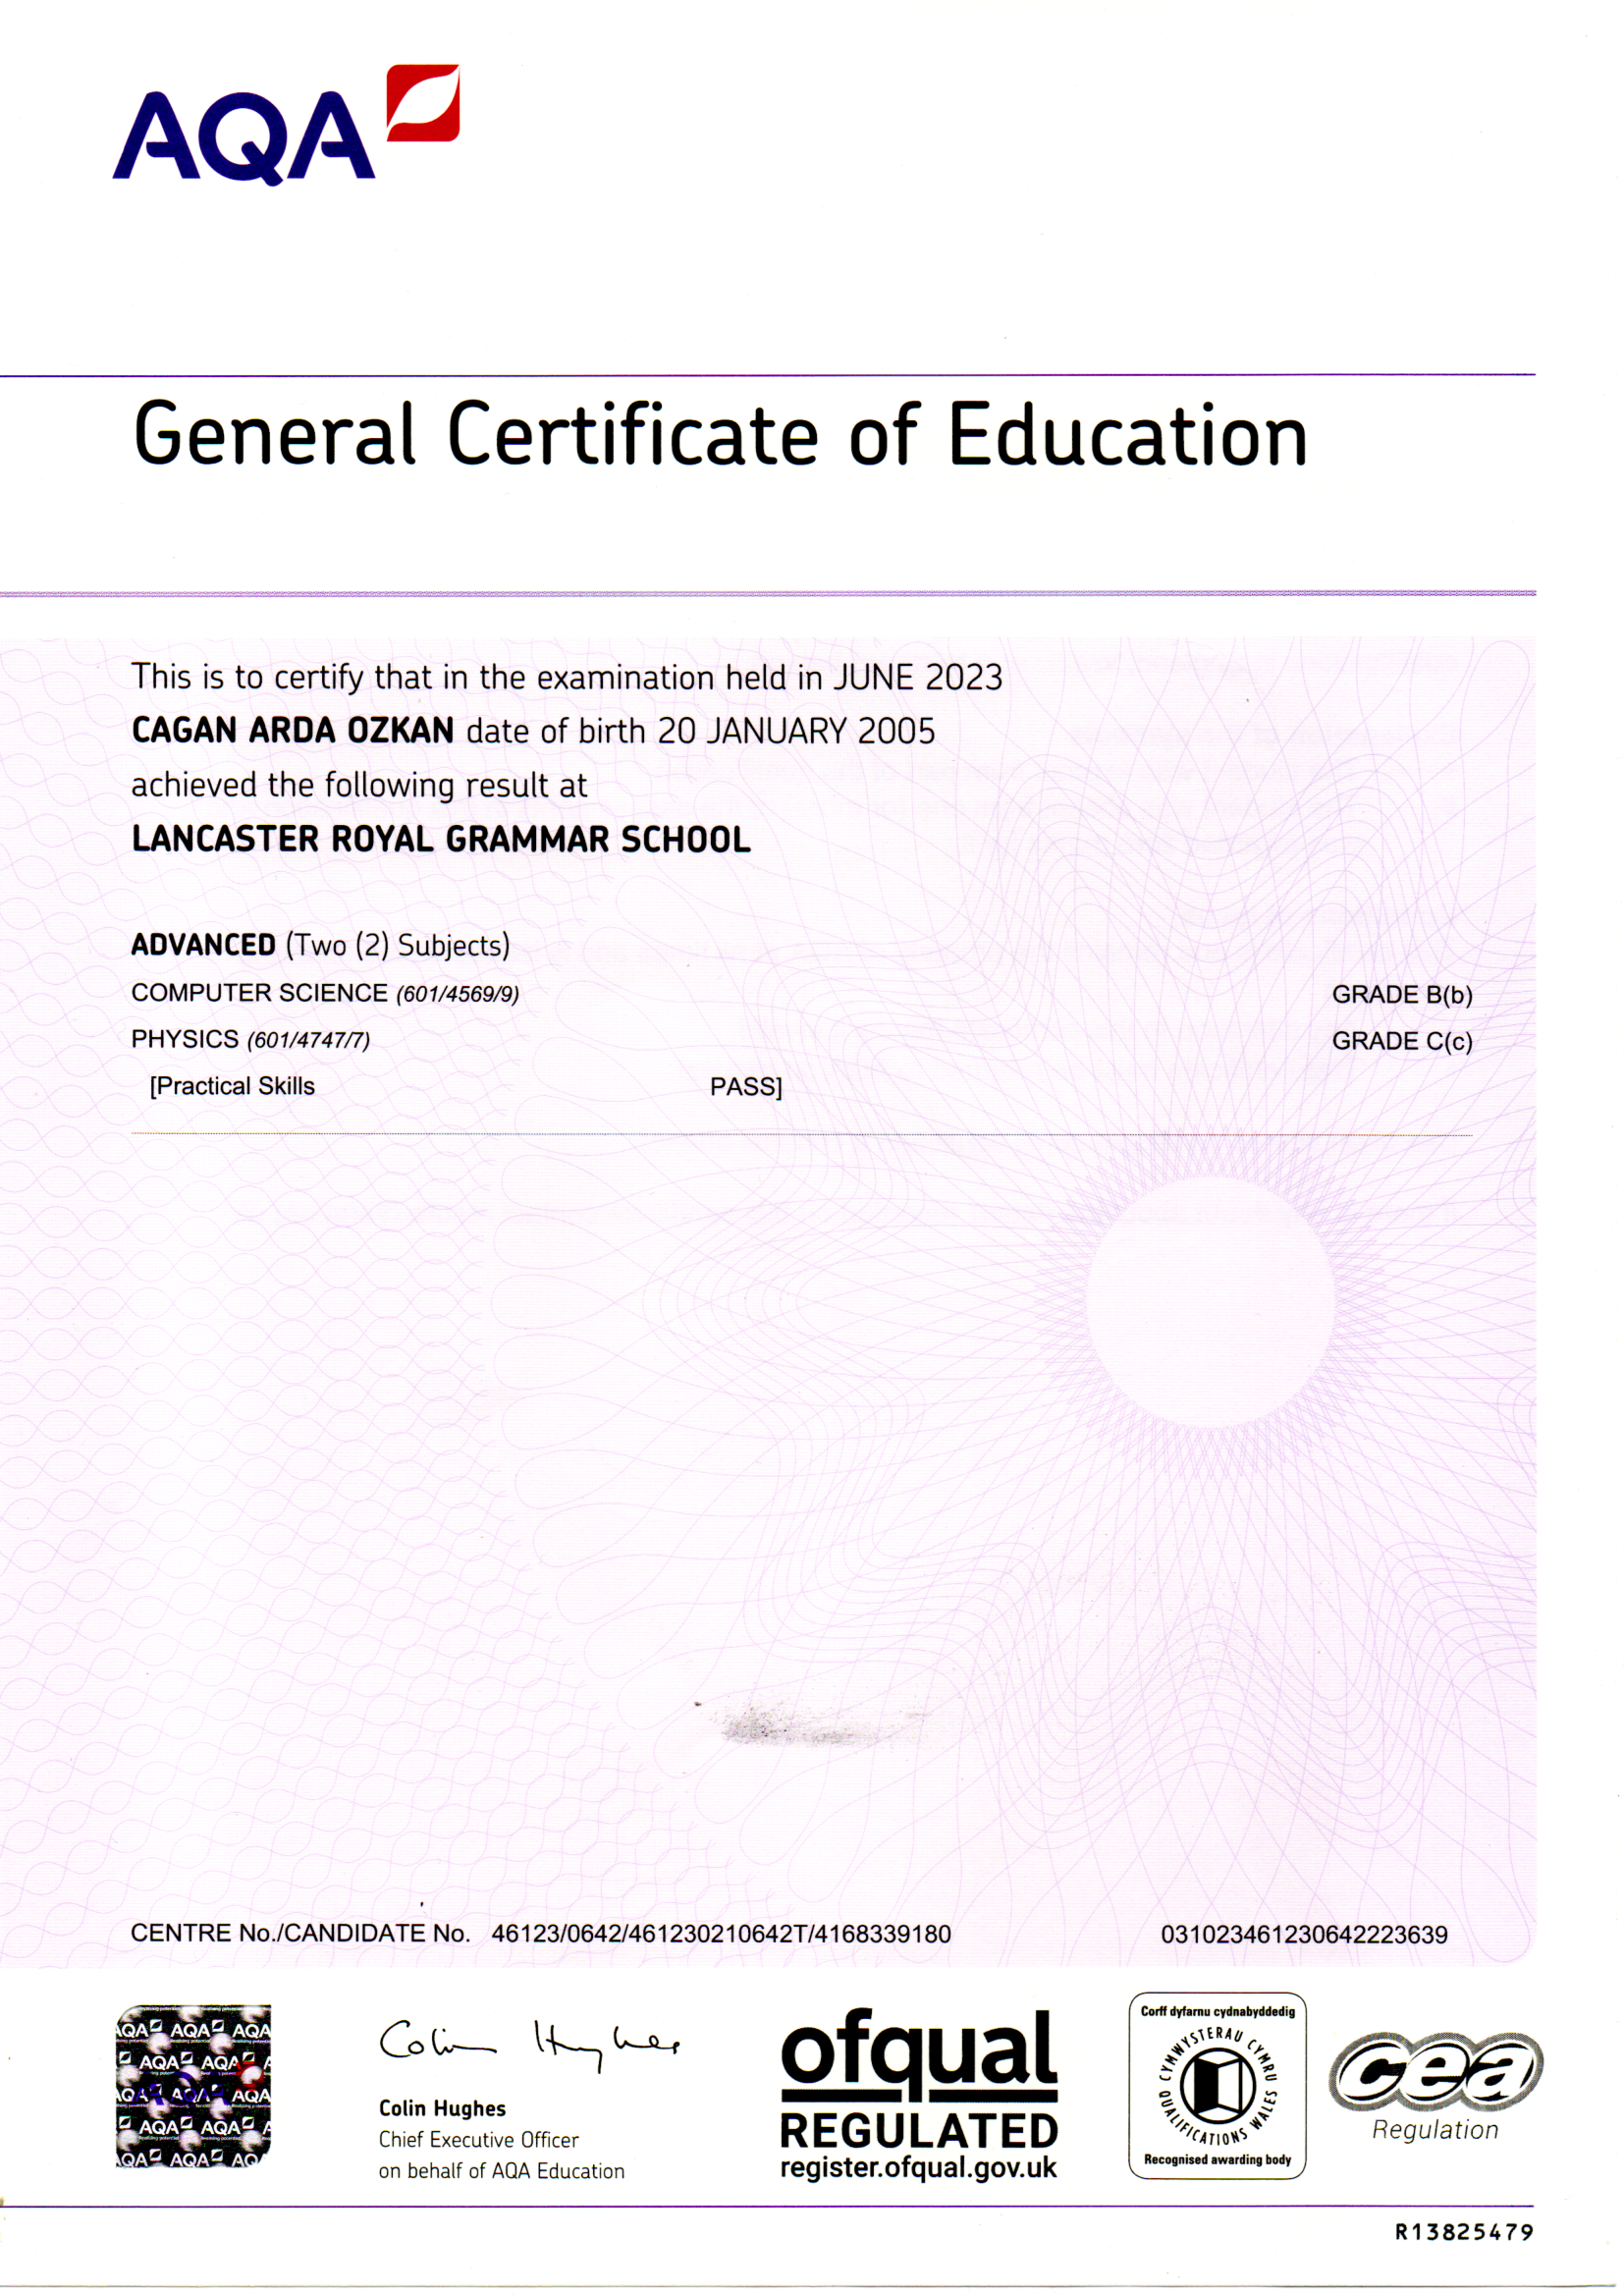 AQA
General Certificate of Education
This is to certify that in the examination held in JUNE 2023
CAGAN ARDA OZKAN date of birth 20 JANUARY 2005
achieved the following result at
LANCASTER ROYAL GRAMMAR SCHOOL
ADVANCED (Two (2) Subjects)
COMPUTER SCIENCE (601/4569/9) GRADE B(b)
PHYSICS (601/4747/7) GRADE C(c)
[Practical Skills PASS]
CENTRE No./CANDIDATE No. 46123/0642/461230210642T/4168339180 031023461230642223639
AQA AQA AQA
AQA AQA
AQA AQA AQA
AQA AQA
AQA AQA AQ
Colin Hughes
Colin Hughes
Chief Executive Officer
on behalf of AQA Education
ofqual
REGULATED
register.ofqual.gov.uk
Corff dyfarnu cydnabyddedig
CYMWYSTERAU CYMRU
QUALIFICATIONS WALES
Recognised awarding body
cea
Regulation
R13825479